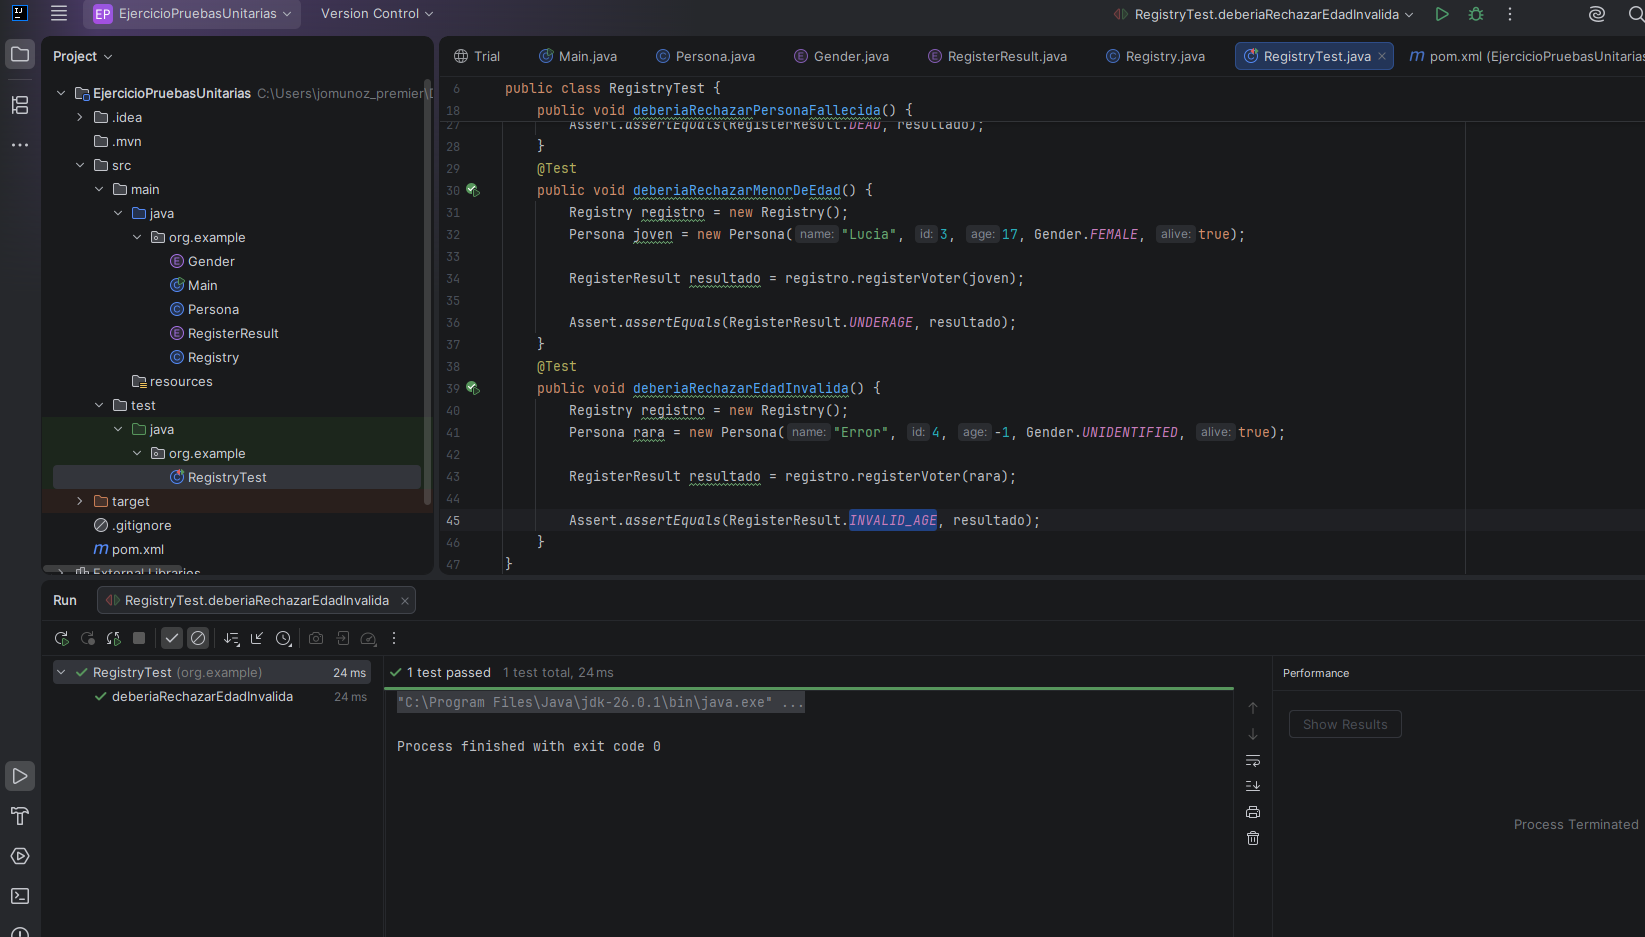 EP EjercicioPruebasUnitarias Version Control RegistryTest.deberiaRechazarEdadInvalida
Project
EjercicioPruebasUnitarias C:\Users\jomunoz_premier\
.idea
.mvn
src
main
java
org.example
Gender
Main
Persona
RegisterResult
Registry
resources
test
java
org.example
RegistryTest
target
.gitignore
pom.xml
External Libraries
Trial Main.java Persona.java Gender.java RegisterResult.java Registry.java RegistryTest.java pom.xml (EjercicioPruebasUnitarias
6 public class RegistryTest {
18 public void deberiaRechazarPersonaFallecida() {
27 Assert.assertEquals(RegisterResult.DEAD, resultado);
28 }
29 @Test
30 public void deberiaRechazarMenorDeEdad() {
31 Registry registro = new Registry();
32 Persona joven = new Persona( name: "Lucia", id: 3, age: 17, Gender.FEMALE, alive: true);
33
34 RegisterResult resultado = registro.registerVoter(joven);
35
36 Assert.assertEquals(RegisterResult.UNDERAGE, resultado);
37 }
38 @Test
39 public void deberiaRechazarEdadInvalida() {
40 Registry registro = new Registry();
41 Persona rara = new Persona( name: "Error", id: 4, age: -1, Gender.UNIDENTIFIED, alive: true);
42
43 RegisterResult resultado = registro.registerVoter(rara);
44
45 Assert.assertEquals(RegisterResult.INVALID_AGE, resultado);
46 }
47 }
Run RegistryTest.deberiaRechazarEdadInvalida
RegistryTest (org.example) 24 ms
deberiaRechazarEdadInvalida 24 ms
1 test passed 1 test total, 24 ms
"C:\Program Files\Java\jdk-26.0.1\bin\java.exe" ...
Process finished with exit code 0
Performance
Show Results
Process Terminated